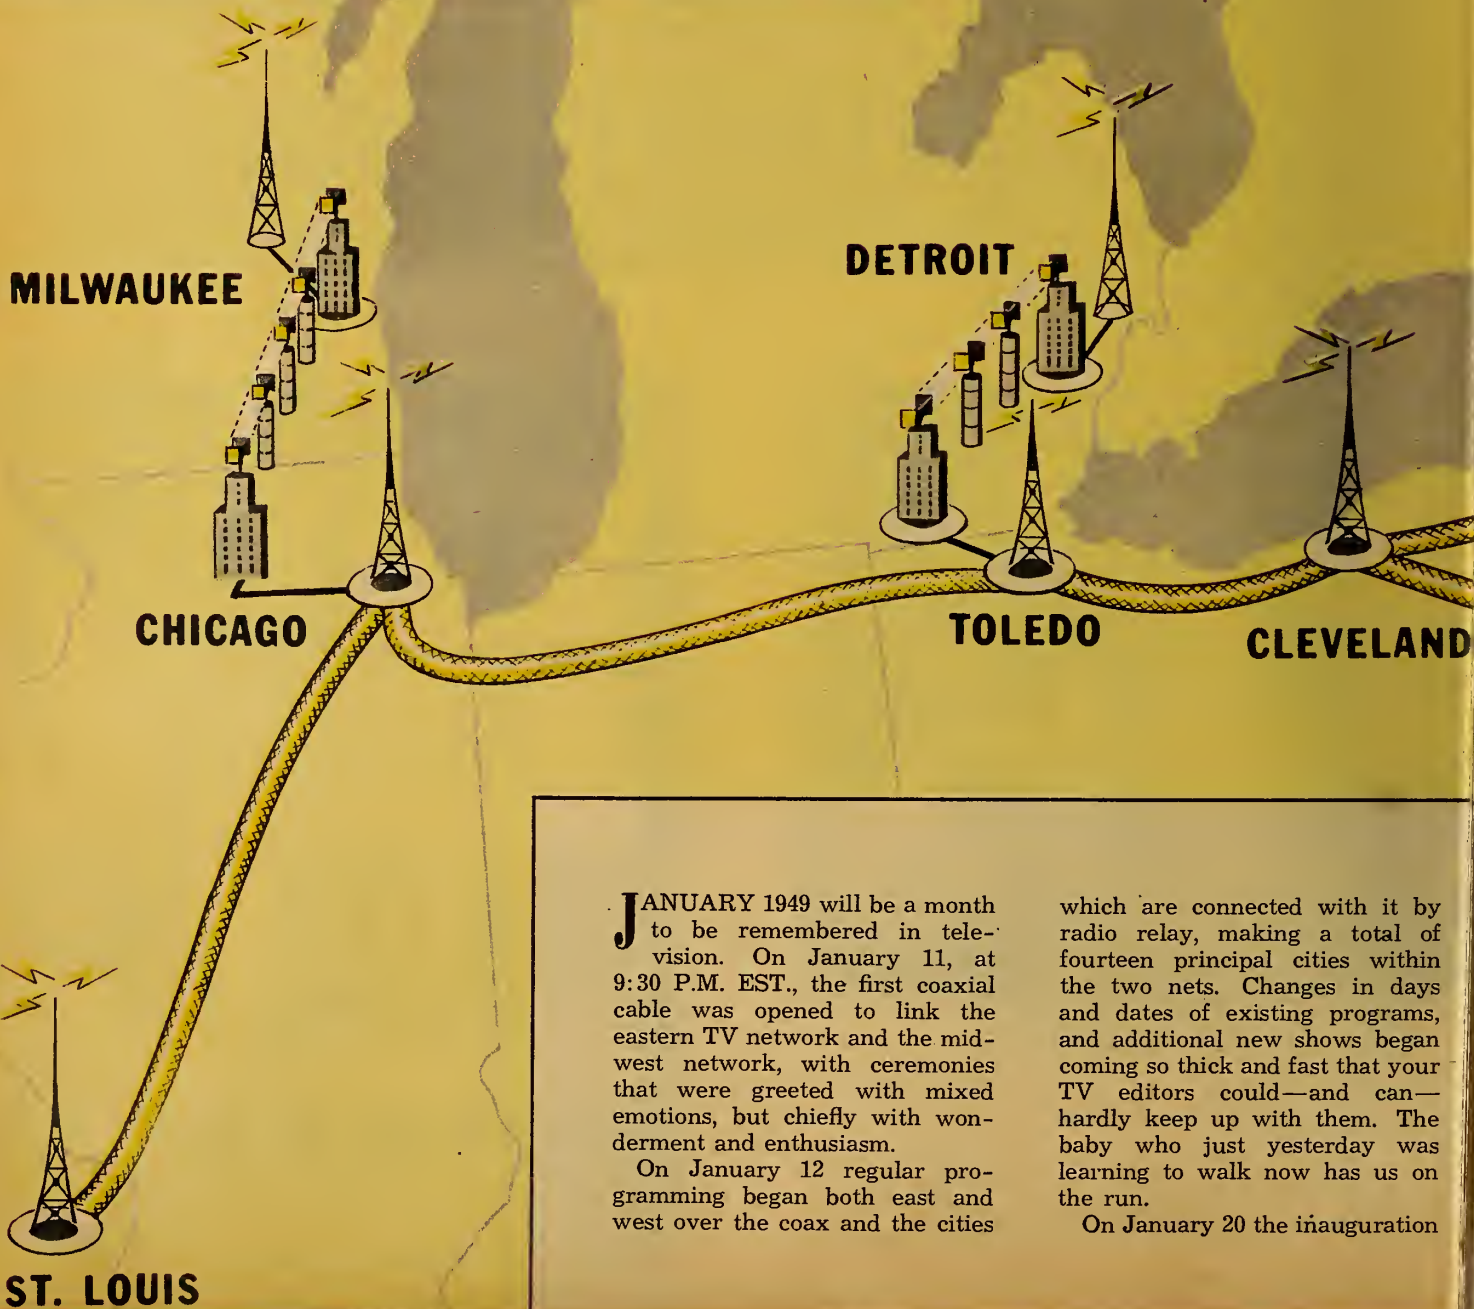 MILWAUKEE
DETROIT
CHICAGO
TOLEDO
CLEVELAND
ST. LOUIS
JANUARY 1949 will be a month
to be remembered in tele-
vision. On January 11, at
9:30 P.M. EST., the first coaxial
cable was opened to link the
eastern TV network and the mid-
west network, with ceremonies
that were greeted with mixed
emotions, but chiefly with won-
derment and enthusiasm.
On January 12 regular pro-
gramming began both east and
west over the coax and the cities
which are connected with it by
radio relay, making a total of
fourteen principal cities within
the two nets. Changes in days
and dates of existing programs,
and additional new shows began
coming so thick and fast that your
TV editors could—and can—
hardly keep up with them. The
baby who just yesterday was
learning to walk now has us on
the run.
On January 20 the inauguration